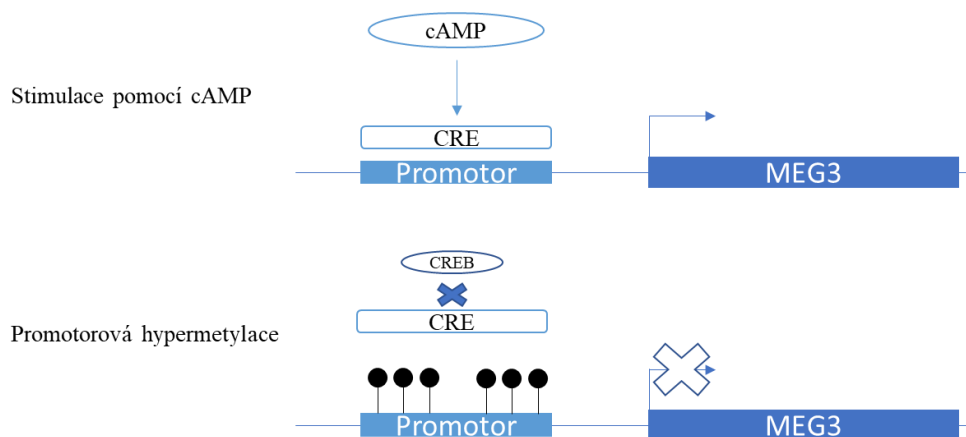 cAMP
Stimulace pomocí cAMP
CRE
Promotor
MEG3
CREB
CRE
Promotorová hypermetylace
Promotor
MEG3